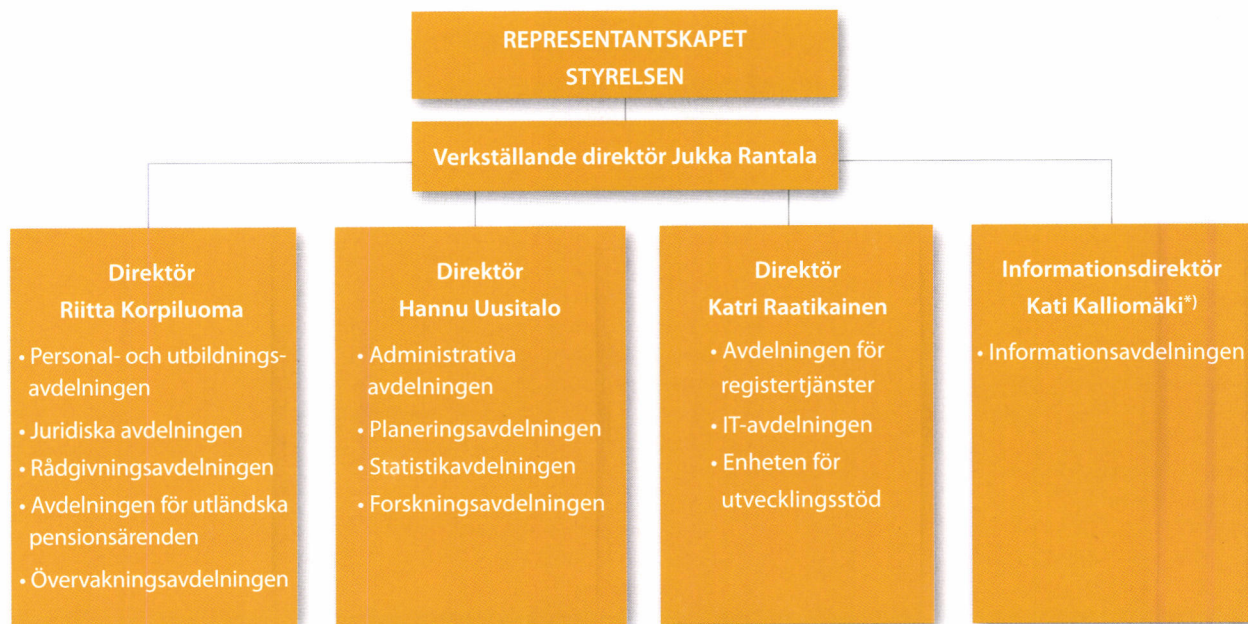 REPRESENTANTSKAPET
STYRELSEN
Verkställande direktör Jukka Rantala
Direktör
Riitta Korpiluoma
• Personal- och utbildnings-
avdelningen
• Juridiska avdelningen
• Rådgivningsavdelningen
• Avdelningen för utländska
pensionsärenden
• Övervakningsavdelningen
Direktör
Hannu Uusitalo
• Administrativa
avdelningen
• Planeringsavdelningen
• Statistikavdelningen
• Forskningsavdelningen
Direktör
Katri Raatikainen
• Avdelningen för
registertjänster
• IT-avdelningen
• Enheten för
utvecklingsstöd
Informationsdirektör
Kati Kalliomäki*)
• Informationsavdelningen